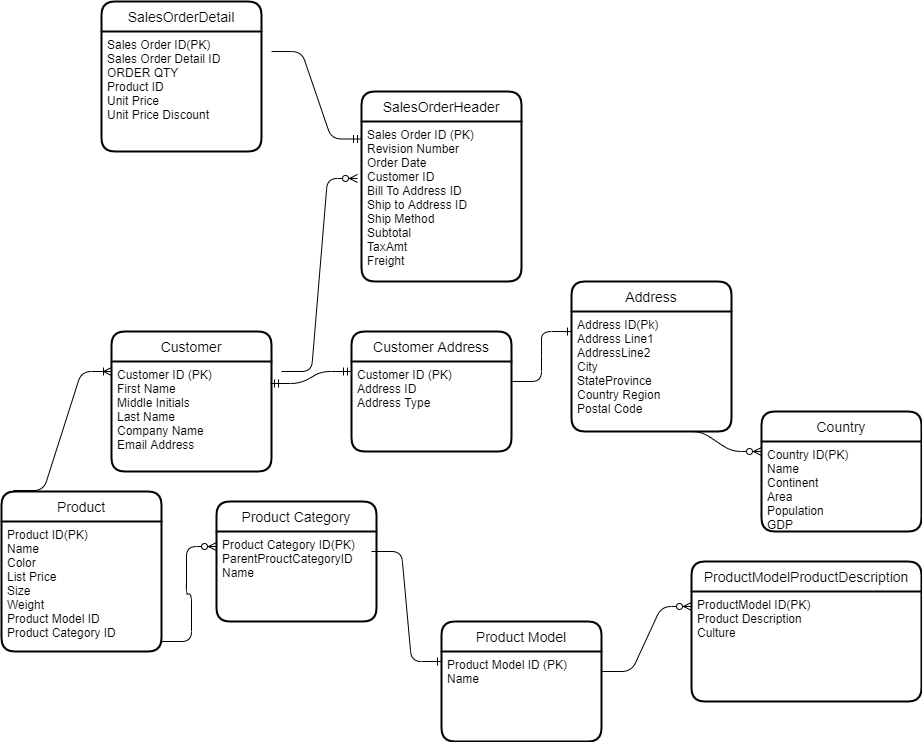 SalesOrderDetail
Sales Order ID(PK)
Sales Order Detail ID
ORDER QTY
Product ID
Unit Price
Unit Price Discount
SalesOrderHeader
Sales Order ID (PK)
Revision Number
Order Date
Customer ID
Bill To Address ID
Ship to Address ID
Ship Method
Subtotal
TaxAmt
Freight
Address
Address ID(Pk)
Address Line1
AddressLine2
City
StateProvince
Country Region
Postal Code
Customer
Customer ID (PK)
First Name
Middle Initials
Last Name
Company Name
Email Address
Customer Address
Customer ID (PK)
Address ID
Address Type
Country
Country ID(PK)
Name
Continent
Area
Population
GDP
Product
Product ID(PK)
Name
Color
List Price
Size
Weight
Product Model ID
Product Category ID
Product Category
Product Category ID(PK)
ParentProuctCategoryID
Name
Product Model
Product Model ID (PK)
Name
ProductModelProductDescription
ProductModel ID(PK)
Product Description
Culture